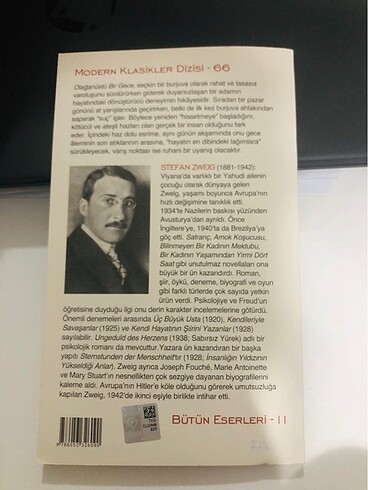 MODERN KLASİKLER DİZİSİ - 66
Olağanüstü Bir Gece, seçkin bir burjuva olarak rahat ve tasasız
varoluşunu sürdürürken giderek duyarsızlaşan bir adamın
hayatındaki dönüştürücü deneyimin hikâyesidir. Sıradan bir pazar
gününü at yarışlarında geçirirken, belki de ilk kez burjuva ahlakından
saparak "suç" işler. Böylece yeniden "hissetmeye" başladığını,
kötücül ve ateşli hazları olan gerçek bir insan olduğunu fark
eder. İçindeki haz dolu esrime, aynı günün akşamında onu gece
âleminin son atıklarının arasına, "hayatın en dibindeki lağımlara"
sürükleyecek, varış noktası ise ruhani bir uyanış olacaktır.
STEFAN ZWEIG (1881-1942):
Viyana'da varlıklı bir Yahudi ailenin
çocuğu olarak dünyaya gelen
Zweig, yaşamı boyunca Avrupa'nın
hızlı değişimine tanıklık etti.
1934'te Nazilerin baskısı yüzünden
Avusturya'dan ayrıldı. Önce
İngiltere'ye, 1940'ta da Brezilya'ya
göç etti. Satranç, Amok Koşucusu,
Bilinmeyen Bir Kadının Mektubu,
Bir Kadının Yaşamından Yirmi Dört
Saat gibi unutulmaz novellaları ona
büyük bir ün kazandırdı. Roman,
şiir, öykü, deneme, biyografi ve oyun
gibi farklı türlerde çok sayıda yetkin
ürün verdi. Psikolojiye ve Freud'un
öğretisine duyduğu ilgi onu derin karakter incelemelerine götürdü.
Önemli denemeleri arasında Üç Büyük Usta (1920), Kendileriyle
Savaşanlar (1925) ve Kendi Hayatının Şiirini Yazanlar (1928)
sayılabilir. Ungeduld des Herzens (1938; Sabırsız Yürek) adlı bir
psikolojik romanı da mevcuttur. Yazara ün kazandıran bir başka
yapıtı Sternstunden der Menschheit'tır (1928; İnsanlığın Yıldızının
Yükseldiği Anlar). Zweig ayrıca Joseph Fouché, Marie Antoinette
ve Mary Stuart'ın nesnellikten çok sezgiye dayanan biyografilerini
kaleme aldı. Avrupa'nın Hitler'e köle olduğunu görerek umutsuzluğa
kapılan Zweig, 1942'de ikinci eşiyle birlikte intihar etti.
BÜTÜN ESERLERİ - 11